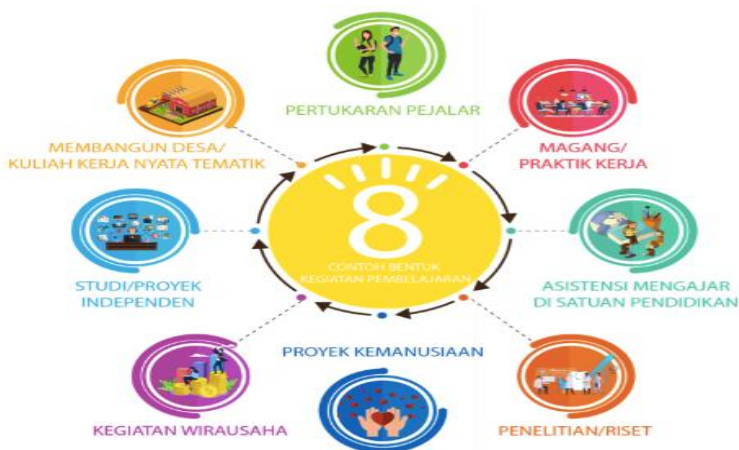 PERTUKARAN PEJALAR
MAGANG/
PRAKTIK KERJA
ASISTENSI MENGAJAR
DI SATUAN PENDIDIKAN
PENELITIAN/RISET
PROYEK KEMANUSIAAN
KEGIATAN WIRAUSAHA
STUDI/PROYEK
INDEPENDEN
MEMBANGUN DESA/
KULIAH KERJA NYATA TEMATIK
8
CONTOH BENTUK
KEGIATAN PEMBELAJARAN